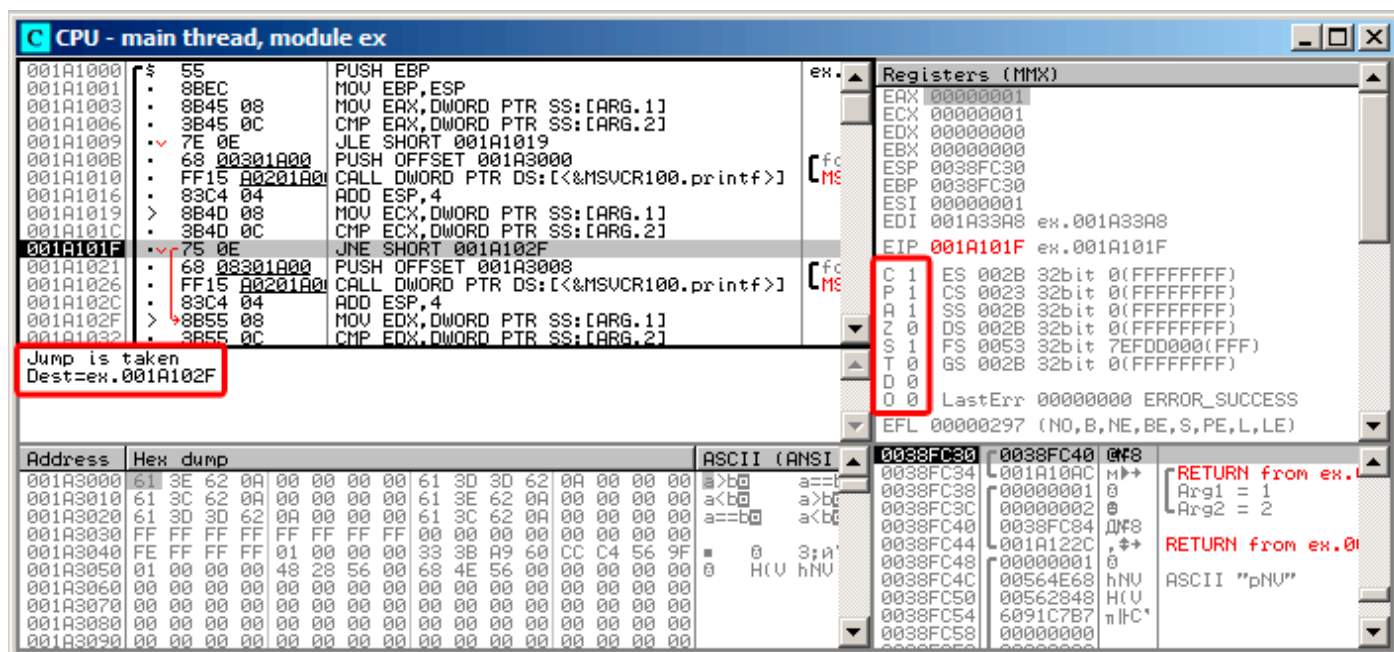 C CPU - main thread, module ex
001A1000 $ 55 PUSH EBP ex.
001A1001 . 8BEC MOV EBP,ESP
001A1003 . 8B45 08 MOV EAX,DWORD PTR SS:[ARG.1]
001A1006 . 3B45 0C CMP EAX,DWORD PTR SS:[ARG.2]
001A1009 . 7E 0E JLE SHORT 001A1019
001A100B . 68 00301A00 PUSH OFFSET 001A3000
001A1010 . FF15 A0201A0 CALL DWORD PTR DS:[<&MSVCR100.printf>]
001A1016 . 83C4 04 ADD ESP,4
001A1019 > 8B4D 08 MOV ECX,DWORD PTR SS:[ARG.1]
001A101C . 3B4D 0C CMP ECX,DWORD PTR SS:[ARG.2]
001A101F . 75 0E JNE SHORT 001A102F
001A1021 . 68 08301A00 PUSH OFFSET 001A3008
001A1026 . FF15 A0201A0 CALL DWORD PTR DS:[<&MSVCR100.printf>]
001A102C . 83C4 04 ADD ESP,4
001A102F > 8B55 08 MOV EDX,DWORD PTR SS:[ARG.1]
001A1032 . 3B55 0C CMP EDX,DWORD PTR SS:[ARG.2]
Jump is taken
Dest=ex.001A102F
Registers (MMX)
EAX 00000001
ECX 00000001
EDX 00000000
EBX 00000000
ESP 0038FC30
EBP 0038FC30
ESI 00000001
EDI 001A33A8 ex.001A33A8
EIP 001A101F ex.001A101F
C 1 ES 002B 32bit 0(FFFFFFFF)
P 1 CS 0023 32bit 0(FFFFFFFF)
A 1 SS 002B 32bit 0(FFFFFFFF)
Z 0 DS 002B 32bit 0(FFFFFFFF)
S 1 FS 0053 32bit 7EFDD000(FFF)
T 0 GS 002B 32bit 0(FFFFFFFF)
D 0
O 0 LastErr 00000000 ERROR_SUCCESS
EFL 00000297 (NO,B,NE,BE,S,PE,L,LE)
Address Hex dump ASCII (ANSI
001A3000 61 3E 62 0A 00 00 00 00 61 3D 3D 62 0A 00 00 00 a>b a==
001A3010 61 3C 62 0A 00 00 00 00 61 3E 62 0A 00 00 00 00 a<b a>b
001A3020 61 3D 3D 62 0A 00 00 00 61 3C 62 0A 00 00 00 00 a==b a<b
001A3030 FF FF FF FF FF FF FF FF 00 00 00 00 00 00 00 00
001A3040 FE FF FF FF 01 00 00 00 33 3B A9 60 CC C4 56 9F
001A3050 01 00 00 00 48 28 56 00 68 4E 56 00 00 00 00 00 H(V hNV
001A3060 00 00 00 00 00 00 00 00 00 00 00 00 00 00 00 00
001A3070 00 00 00 00 00 00 00 00 00 00 00 00 00 00 00 00
001A3080 00 00 00 00 00 00 00 00 00 00 00 00 00 00 00 00
001A3090 00 00 00 00 00 00 00 00 00 00 00 00 00 00 00 00
0038FC30 0038FC40
0038FC34 001A10AC RETURN from ex.
0038FC38 00000001 Arg1 = 1
0038FC3C 00000002 Arg2 = 2
0038FC40 0038FC84
0038FC44 001A122C RETURN from ex.0
0038FC48 00000001
0038FC4C 00564E68 hNV ASCII "pNV"
0038FC50 00562848 H(V
0038FC54 6091C7B7
0038FC58 00000000